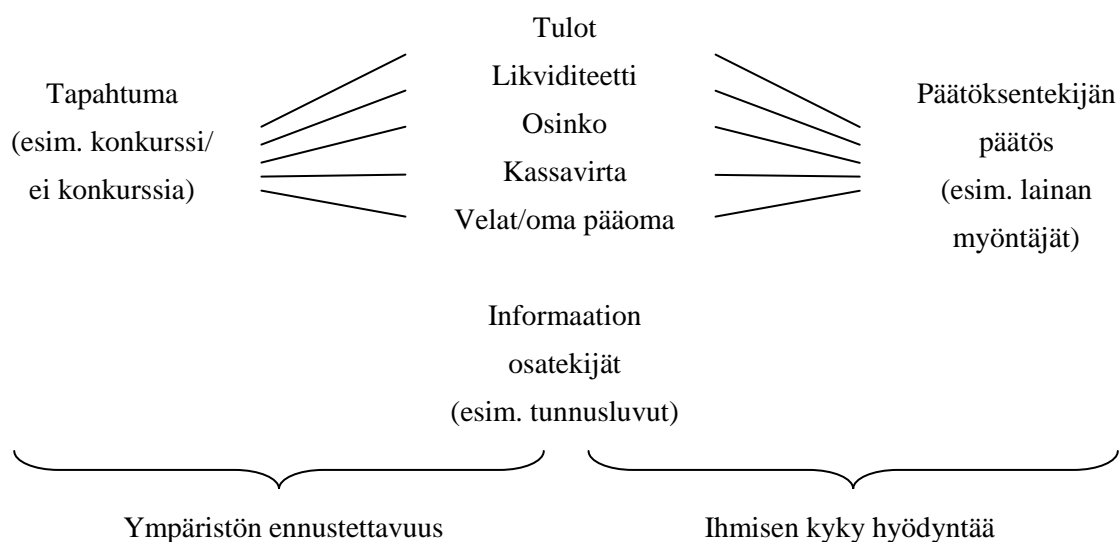 Tapahtuma
(esim. konkurssi/
ei konkurssia)
Tulot
Likviditeetti
Osinko
Kassavirta
Velat/oma pääoma
Päätöksentekijän
päätös
(esim. lainan
myöntäjät)
Informaation
osatekijät
(esim. tunnusluvut)
Ympäristön ennustettavuus
Ihmisen kyky hyödyntää